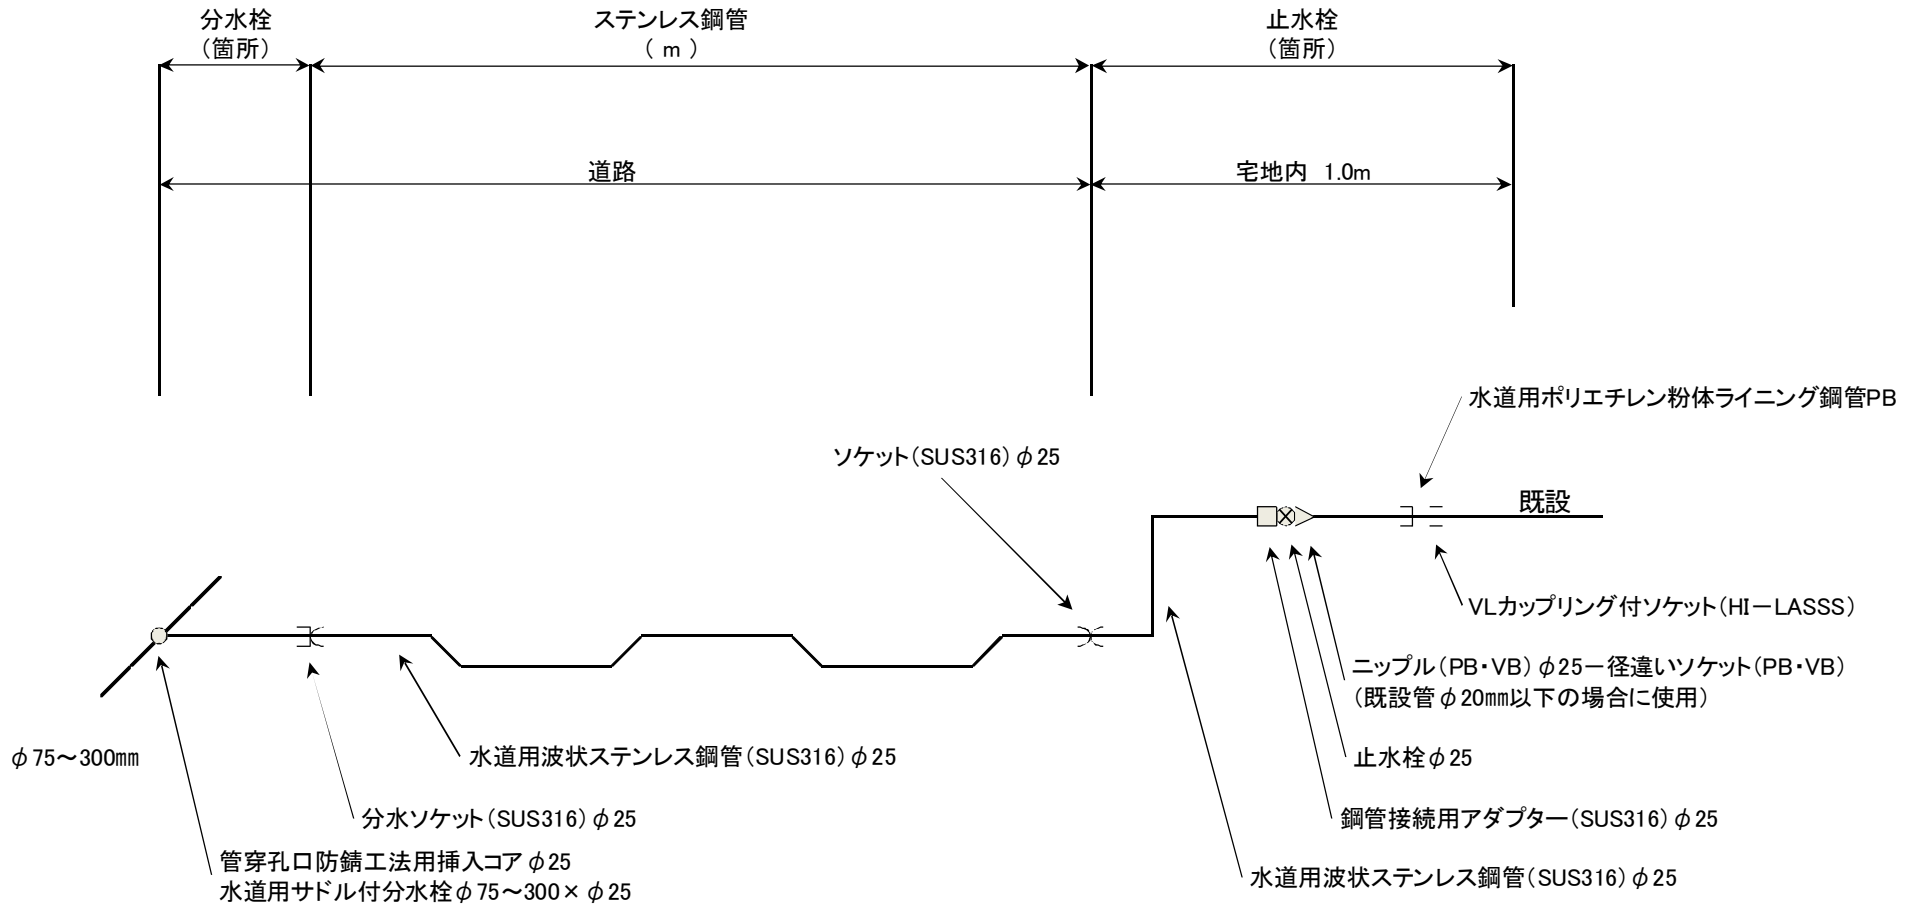 分水栓
（箇所）
ステンレス鋼管
（ m ）
止水栓
（箇所）
道路
宅地内 1.0m
水道用ポリエチレン粉体ライニング鋼管PB
ソケット（SUS316）φ25
既設
VLカップリング付ソケット（HI－LASSS）
ニップル（PB・VB）φ25－径違いソケット（PB・VB）
（既設管φ20㎜以下の場合に使用）
φ75～300㎜
水道用波状ステンレス鋼管（SUS316）φ25
止水栓φ25
分水ソケット（SUS316）φ25
鋼管接続用アダプター（SUS316）φ25
管穿孔口防錆工法用挿入コアφ25
水道用サドル付分水栓φ75～300×φ25
水道用波状ステンレス鋼管（SUS316）φ25